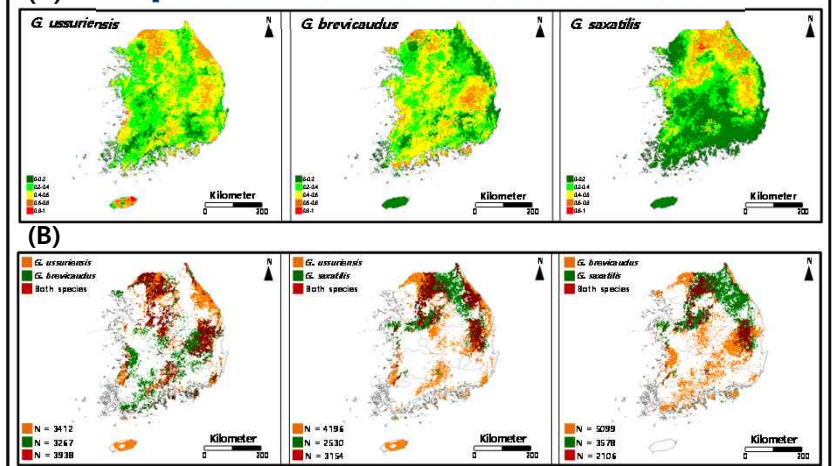 G. ussuriensis
N
0-0.2
0.2-0.4
0.4-0.6
0.6-0.8
0.8-1
Kilometer
0 200
G. brevicaudus
N
0-0.2
0.2-0.4
0.4-0.6
0.6-0.8
0.8-1
Kilometer
0 200
G. saxatilis
N
0-0.2
0.2-0.4
0.4-0.6
0.6-0.8
0.8-1
Kilometer
0 200
(B)
G. ussuriensis
G. brevicaudus
Both species
N
N = 3412
N = 3267
N = 3938
Kilometer
0 200
G. ussuriensis
G. saxatilis
Both species
N
N = 4196
N = 2530
N = 3154
Kilometer
0 200
G. brevicaudus
G. saxatilis
Both species
N
N = 5099
N = 3578
N = 2106
Kilometer
0 200